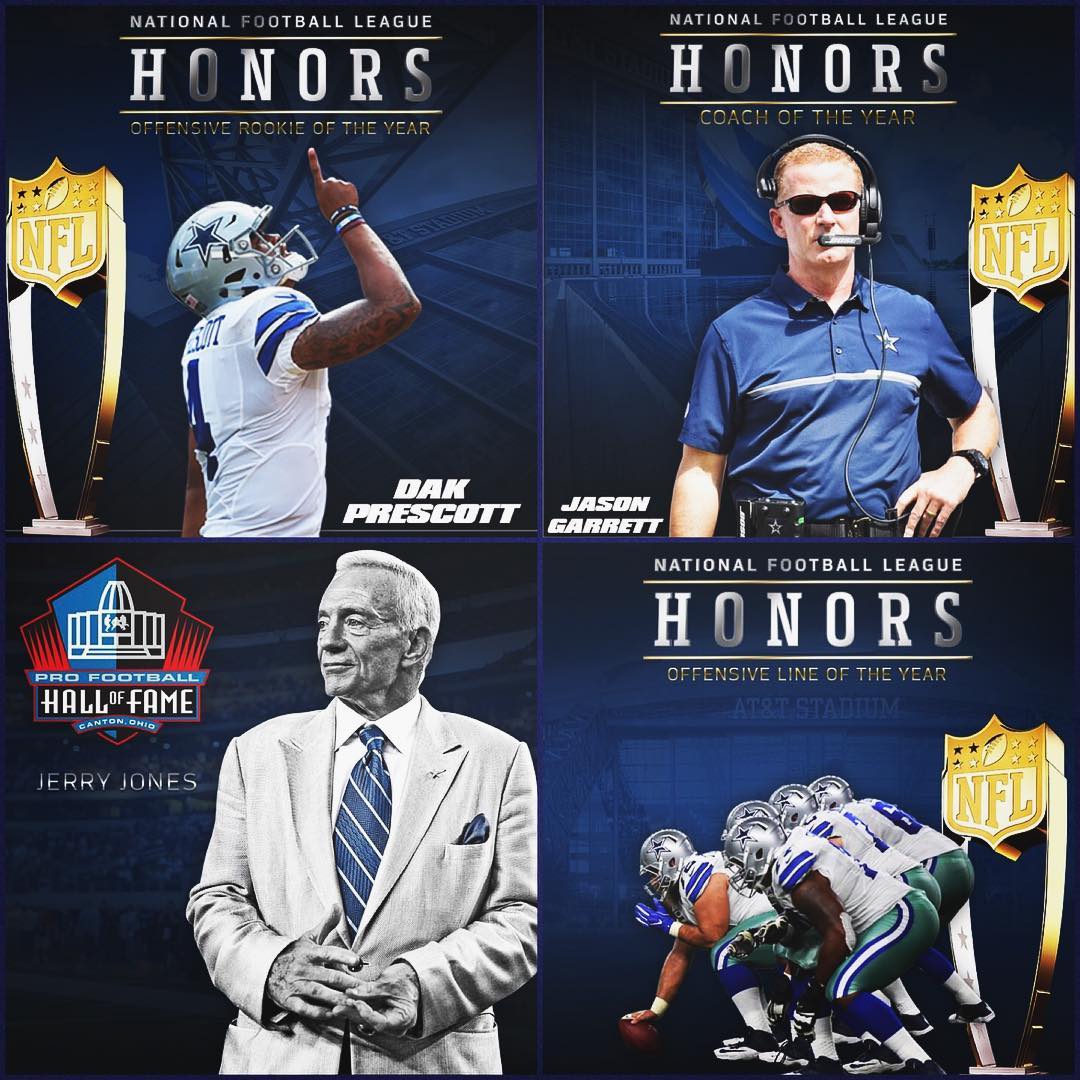 NATIONAL FOOTBALL LEAGUE
HONORS
OFFENSIVE ROOKIE OF THE YEAR
NFL
DAK
PRESCOTT
NATIONAL FOOTBALL LEAGUE
HONORS
COACH OF THE YEAR
NFL
JASON
GARRETT
PRO FOOTBALL
HALL OF FAME
CANTON, OHIO
JERRY JONES
NATIONAL FOOTBALL LEAGUE
HONORS
OFFENSIVE LINE OF THE YEAR
AT&T STADIUM
NFL